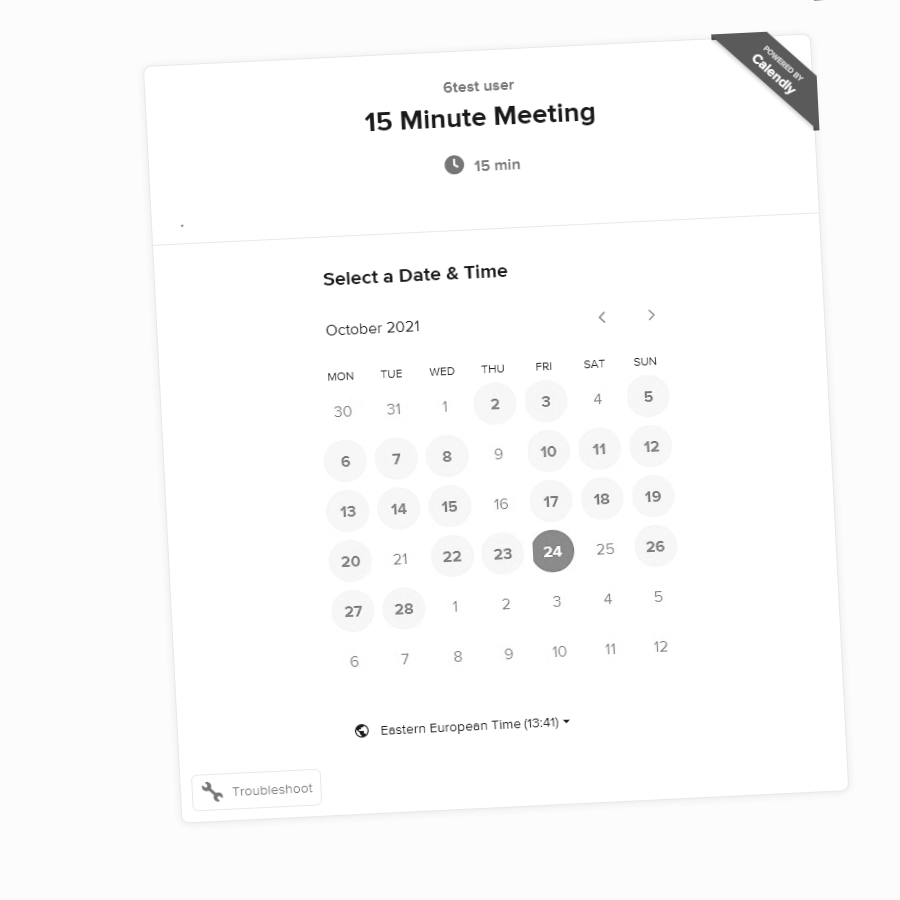 POWERED BY
Calendly
6test user
15 Minute Meeting
15 min
Select a Date & Time
October 2021
MON TUE WED THU FRI SAT SUN
30 31 1 2 3 4 5
6 7 8 9 10 11 12
13 14 15 16 17 18 19
20 21 22 23 24 25 26
27 28 1 2 3 4 5
6 7 8 9 10 11 12
Eastern European Time (13:41)
Troubleshoot